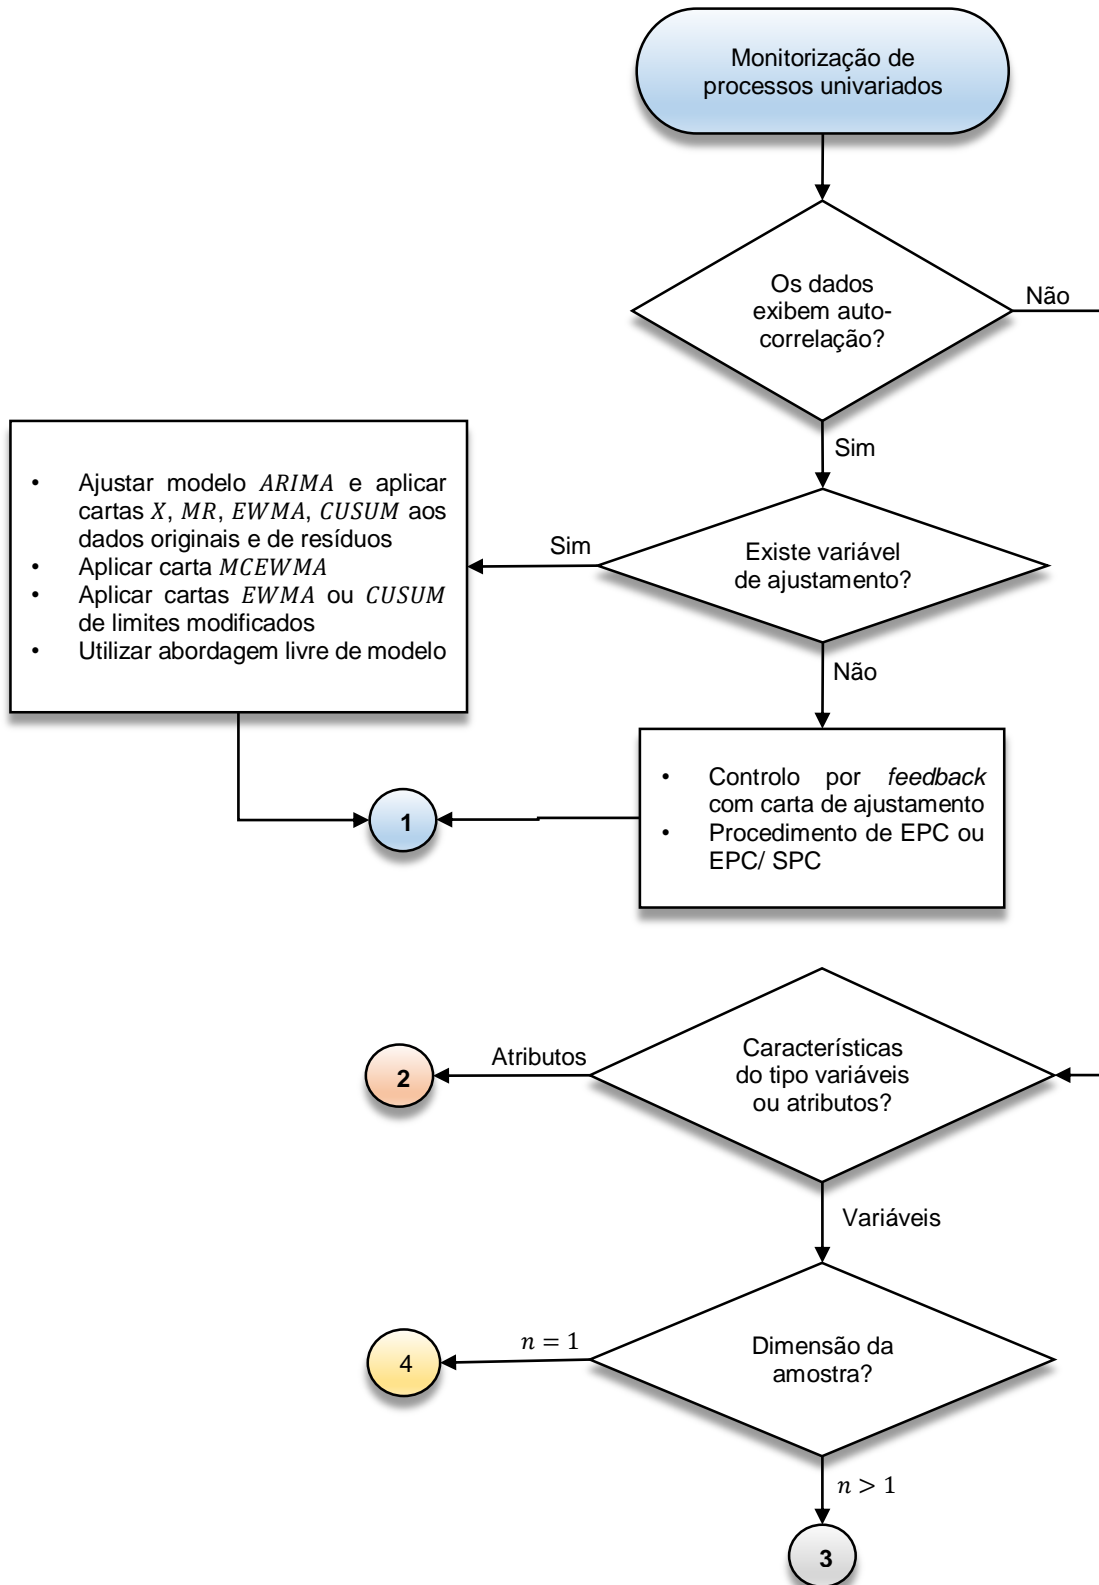 Monitorização de
processos univariados
Os dados
exibem auto-
correlação?
Não
Sim
• Ajustar modelo ARIMA e aplicar
cartas X, MR, EWMA, CUSUM aos
dados originais e de resíduos
• Aplicar carta MCEWMA
• Aplicar cartas EWMA ou CUSUM
de limites modificados
• Utilizar abordagem livre de modelo
Sim
Existe variável
de ajustamento?
Não
• Controlo por feedback
com carta de ajustamento
• Procedimento de EPC ou
EPC/ SPC
1
Características
do tipo variáveis
ou atributos?
Atributos
2
Variáveis
Dimensão da
amostra?
n = 1
4
n > 1
3